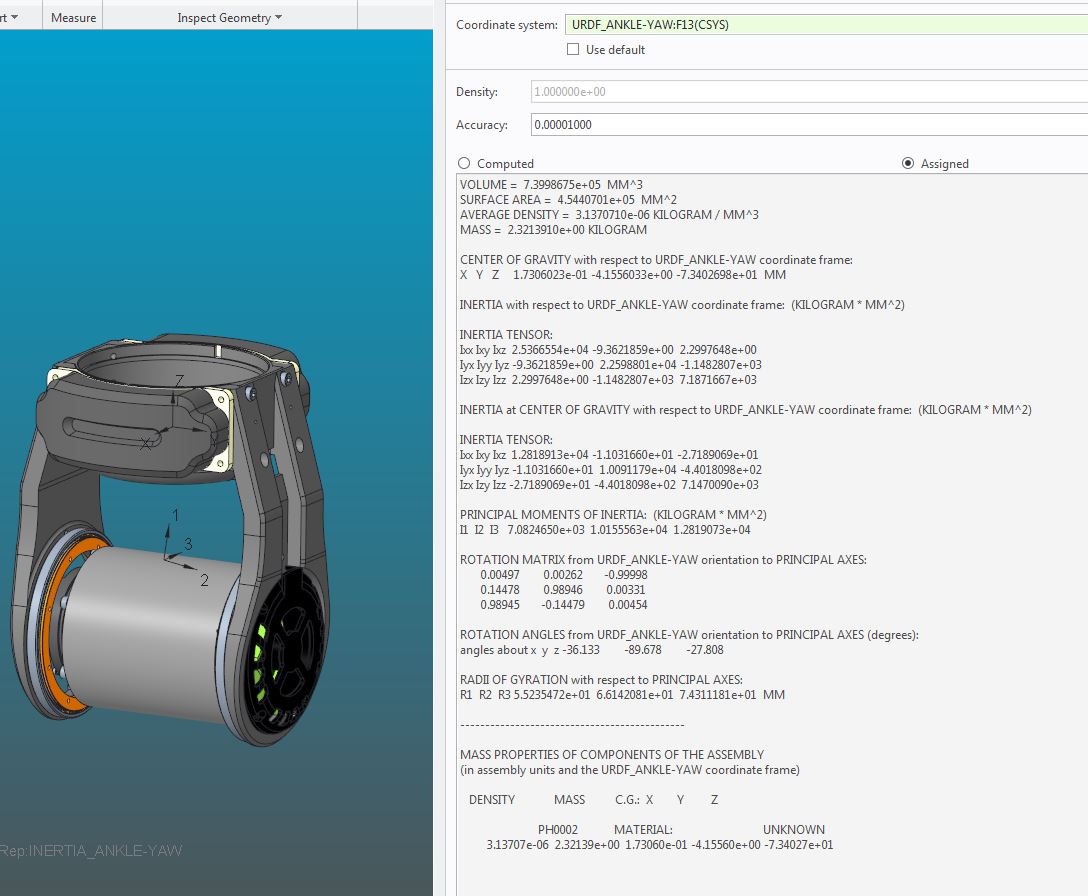 rt Measure Inspect Geometry
Coordinate system: URDF_ANKLE-YAW:F13(CSYS)
Use default
Density: 1.000000e+00
Accuracy: 0.00001000
Computed Assigned
VOLUME = 7.3998675e+05 MM^3
SURFACE AREA = 4.5440701e+05 MM^2
AVERAGE DENSITY = 3.1370710e-06 KILOGRAM / MM^3
MASS = 2.3213910e+00 KILOGRAM
CENTER OF GRAVITY with respect to URDF_ANKLE-YAW coordinate frame:
X Y Z 1.7306023e-01 -4.1556033e+00 -7.3402698e+01 MM
INERTIA with respect to URDF_ANKLE-YAW coordinate frame: (KILOGRAM * MM^2)
INERTIA TENSOR:
Ixx Ixy Ixz 2.5366554e+04 -9.3621859e+00 2.2997648e+00
Iyx Iyy Iyz -9.3621859e+00 2.2598801e+04 -1.1482807e+03
Izx Izy Izz 2.2997648e+00 -1.1482807e+03 7.1871667e+03
INERTIA at CENTER OF GRAVITY with respect to URDF_ANKLE-YAW coordinate frame: (KILOGRAM * MM^2)
INERTIA TENSOR:
Ixx Ixy Ixz 1.2818913e+04 -1.1031660e+01 -2.7189069e+01
Iyx Iyy Iyz -1.1031660e+01 1.0091179e+04 -4.4018098e+02
Izx Izy Izz -2.7189069e+01 -4.4018098e+02 7.1470090e+03
PRINCIPAL MOMENTS OF INERTIA: (KILOGRAM * MM^2)
I1 I2 I3 7.0824650e+03 1.0155563e+04 1.2819073e+04
ROTATION MATRIX from URDF_ANKLE-YAW orientation to PRINCIPAL AXES:
0.00497 0.00262 -0.99998
0.14478 0.98946 0.00331
0.98945 -0.14479 0.00454
ROTATION ANGLES from URDF_ANKLE-YAW orientation to PRINCIPAL AXES (degrees):
angles about x y z -36.133 -89.678 -27.808
RADII OF GYRATION with respect to PRINCIPAL AXES:
R1 R2 R3 5.5235472e+01 6.6142081e+01 7.4311181e+01 MM
---------------------------------------------
MASS PROPERTIES OF COMPONENTS OF THE ASSEMBLY
(in assembly units and the URDF_ANKLE-YAW coordinate frame)
DENSITY MASS C.G.: X Y Z
PH0002 MATERIAL: UNKNOWN
3.13707e-06 2.32139e+00 1.73060e-01 -4.15560e+00 -7.34027e+01
Z
X
1
3
2
Rep:INERTIA_ANKLE-YAW